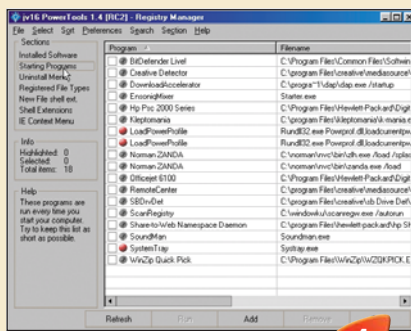 jv16 PowerTools 1.4 [RC2] - Registry Manager
File Select Sort Preferences Search Section Help
Sections
Installed Software
Starting Programs
Uninstall Menu
Registered File Types
New File shell ext.
Shell Extensions
IE Context Menu
Info
Highlighted: 0
Selected: 0
Total items: 18
Help
These programs are
run every time you
start your computer.
Try to keep this list as
short as possible.
Program Filename
BitDefender Live! C:\Program Files\Common Files\Softwin
Creative Detector C:\Program Files\creative\mediasource\
DownloadAccelerator C:\progra~1\dap\dap.exe /startup
EnsoniqMixer Starter.exe
Hp Psc 2000 Series C:\Program Files\Hewlett-Packard\Digit
Kleptomania C:\program Files\kleptomania\k-mania.e
LoadPowerProfile Rundll32.exe Powrprof.dll,loadcurrentpw
LoadPowerProfile Rundll32.exe Powrprof.dll,loadcurrentpw
Norman ZANDA C:\norman\nvc\bin\zlh.exe /load /splas
Norman ZANDA C:\norman\nvc\bin\zanda.exe /load
Officejet 6100 C:\Program Files\Hewlett-Packard\Digit
RemoteCenter C:\program Files\creative\mediasource\
SBDrvDet C:\program Files\creative\sb Drive Det\
ScanRegistry C:\windowku\scanregw.exe /autorun
Share-to-Web Namespace Daemon C:\program Files\hewlett-packard\hp Sh
SoundMan Soundman.exe
SystemTray Systray.exe
WinZip Quick Pick C:\Program Files\WinZip\WZQKPICK.E
Refresh Run Add Remove